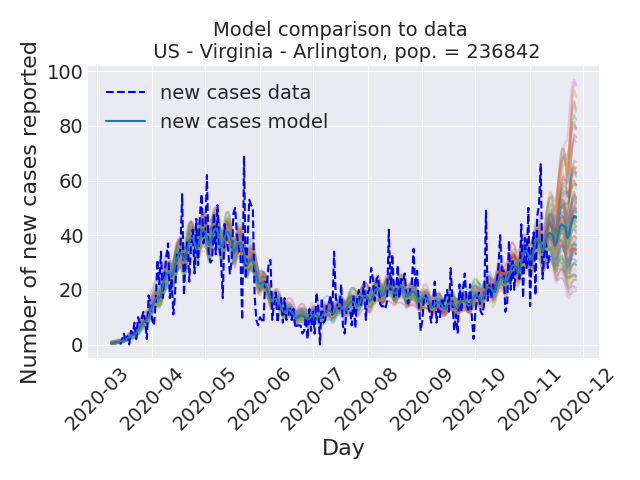 Model comparison to data
US - Virginia - Arlington, pop. = 236842
Number of new cases reported
100
80
60
40
20
0
new cases data
new cases model
2020-03
2020-04
2020-05
2020-06
2020-07
2020-08
2020-09
2020-10
2020-11
2020-12
Day